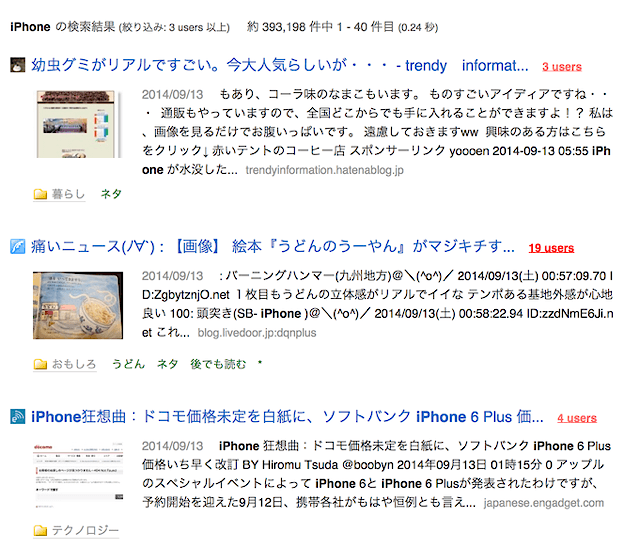 iPhone の検索結果 (絞り込み: 3 users 以上) 約 393,198 件中 1 - 40 件目 (0.24 秒)
幼虫グミがリアルですごい。今大人気らしいが・・・ - trendy informat... 3 users
2014/09/13 もあり、コーラ味のなまこもいます。 ものすごいアイディアですね・・
・ 通販もやっていますので、全国どこからでも手に入れることができますよ！？ 私は
、画像を見るだけでお腹いっぱいです。 遠慮しておきますww 興味のある方はこちら
をクリック↓ 赤いテントのコーヒー店 スポンサーリンク yoooen 2014-09-13 05:55 iPh
one が水没した... trendyinformation.hatenablog.jp
暮らし ネタ
痛いニュース(ﾉ∀`) : 【画像】 絵本『うどんのうーやん』がマジキチす... 19 users
2014/09/13 : バーニングハンマー(九州地方)＠＼(^o^)／ 2014/09/13(土) 00:57:09.70 I
D:ZgbytznjO.net １枚目もうどんの立体感がリアルでイイな テンポある基地外感が心地
良い 100: 頭突き(SB- iPhone )＠＼(^o^)／ 2014/09/13(土) 00:58:22.94 ID:zzdNmE6Ji.n
et これ... blog.livedoor.jp:dqnplus
おもしろ うどん ネタ 後でも読む *
iPhone狂想曲：ドコモ価格未定を白紙に、ソフトバンク iPhone 6 Plus 価... 4 users
docomo
2014/09/13 iPhone 狂想曲：ドコモ価格未定を白紙に、ソフトバンク iPhone 6 Plus
価格いち早く改訂 BY Hiromu Tsuda @boobyn 2014年09月13日 01時15分 0 アップル
のスペシャルイベントによって iPhone 6と iPhone 6 Plusが発表されたわけですが、
予約開始を迎えた9月12日、携帯各社がもはや恒例とも言え... japanese.engadget.com
テクノロジー